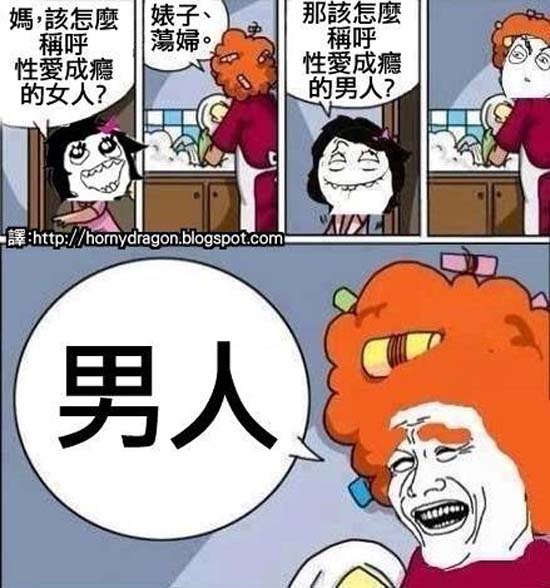 媽，該怎麼
稱呼
性愛成癮
的女人?
婊子、
蕩婦。
那該怎麼
稱呼
性愛成癮
的男人?
譯:http://hornydragon.blogspot.com
男人